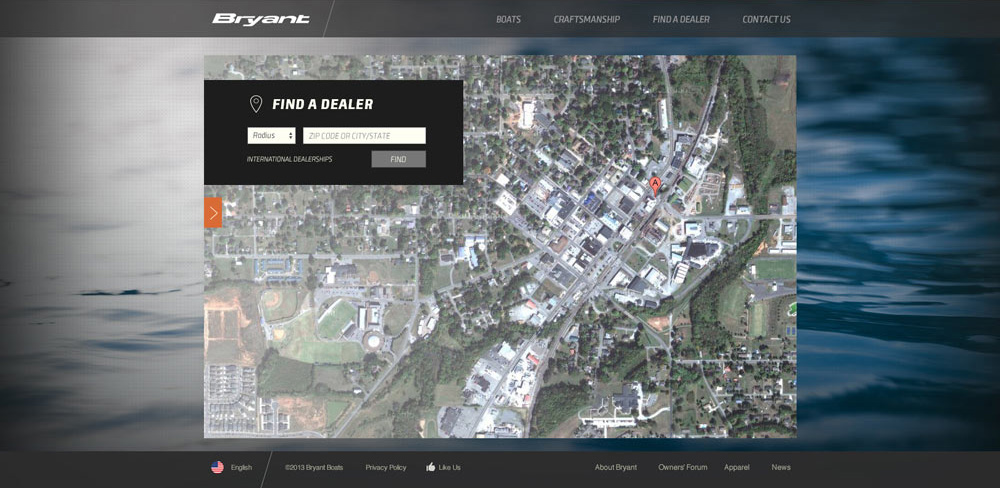 Bryant
BOATS
CRAFTSMANSHIP
FIND A DEALER
CONTACT US
FIND A DEALER
Radius
ZIP CODE OR CITY/STATE
INTERNATIONAL DEALERSHIPS
FIND
A
English
©2013 Bryant Boats
Privacy Policy
Like Us
About Bryant
Owners' Forum
Apparel
News